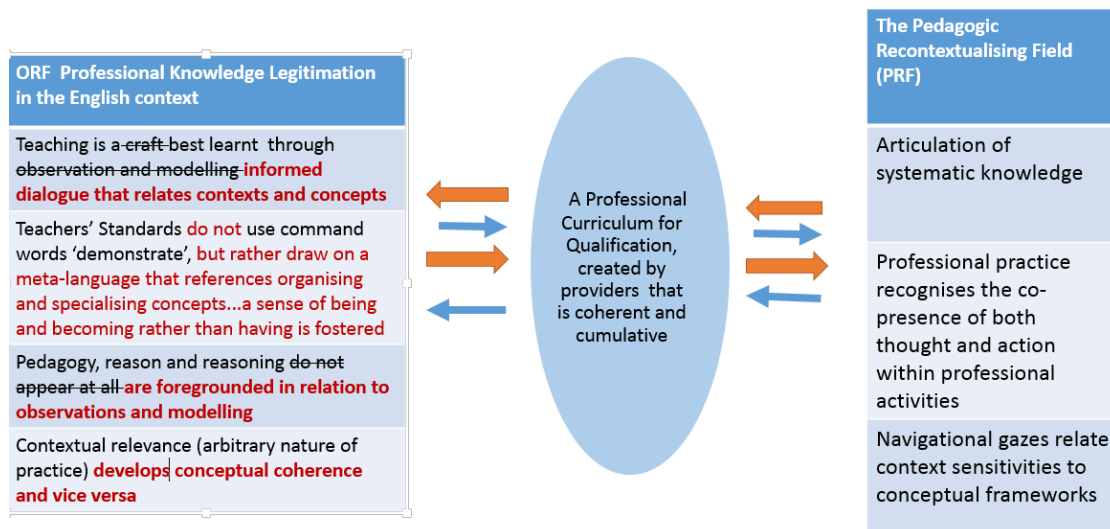 ORF Professional Knowledge Legitimation
in the English context
Teaching is a craft best learnt through
observation and modelling informed
dialogue that relates contexts and concepts
Teachers’ Standards do not use command
words ‘demonstrate’, but rather draw on a
meta-language that references organising
and specialising concepts...a sense of being
and becoming rather than having is fostered
Pedagogy, reason and reasoning do not
appear at all are foregrounded in relation to
observations and modelling
Contextual relevance (arbitrary nature of
practice) develops conceptual coherence
and vice versa
A Professional
Curriculum for
Qualification,
created by
providers that
is coherent and
cumulative
The Pedagogic
Recontextualising Field
(PRF)
Articulation of
systematic knowledge
Professional practice
recognises the co-
presence of both
thought and action
within professional
activities
Navigational gazes relate
context sensitivities to
conceptual frameworks